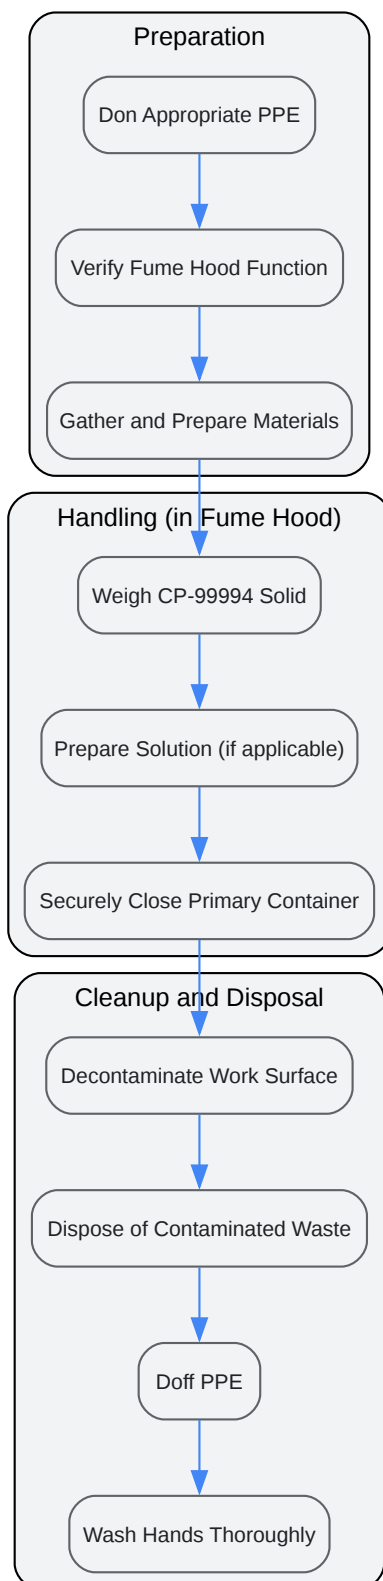 Preparation
Don Appropriate PPE
Verify Fume Hood Function
Gather and Prepare Materials
Handling (in Fume Hood)
Weigh CP-99994 Solid
Prepare Solution (if applicable)
Securely Close Primary Container
Cleanup and Disposal
Decontaminate Work Surface
Dispose of Contaminated Waste
Doff PPE
Wash Hands Thoroughly